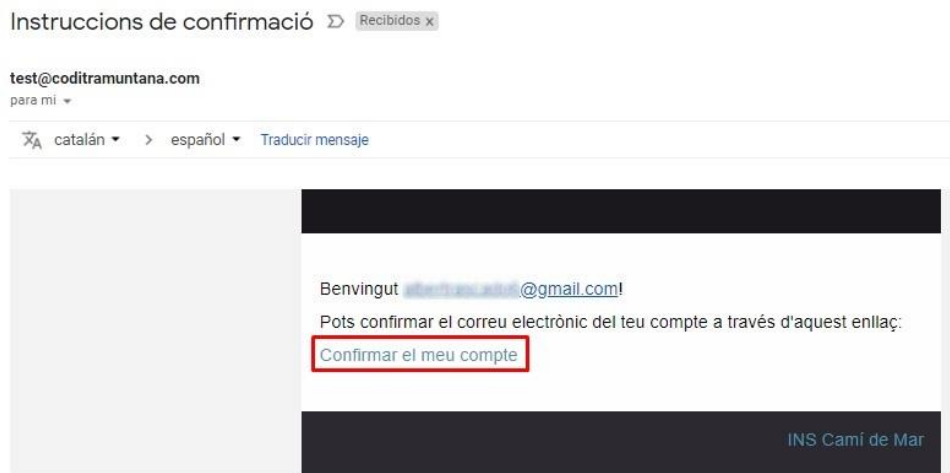 Instruccions de confirmació Recibidos x
test@coditramuntana.com
para mi
catalán > español Traducir mensaje
Benvingut @gmail.com!
Pots confirmar el correu electrònic del teu compte a través d'aquest enllaç:
Confirmar el meu compte
INS Camí de Mar